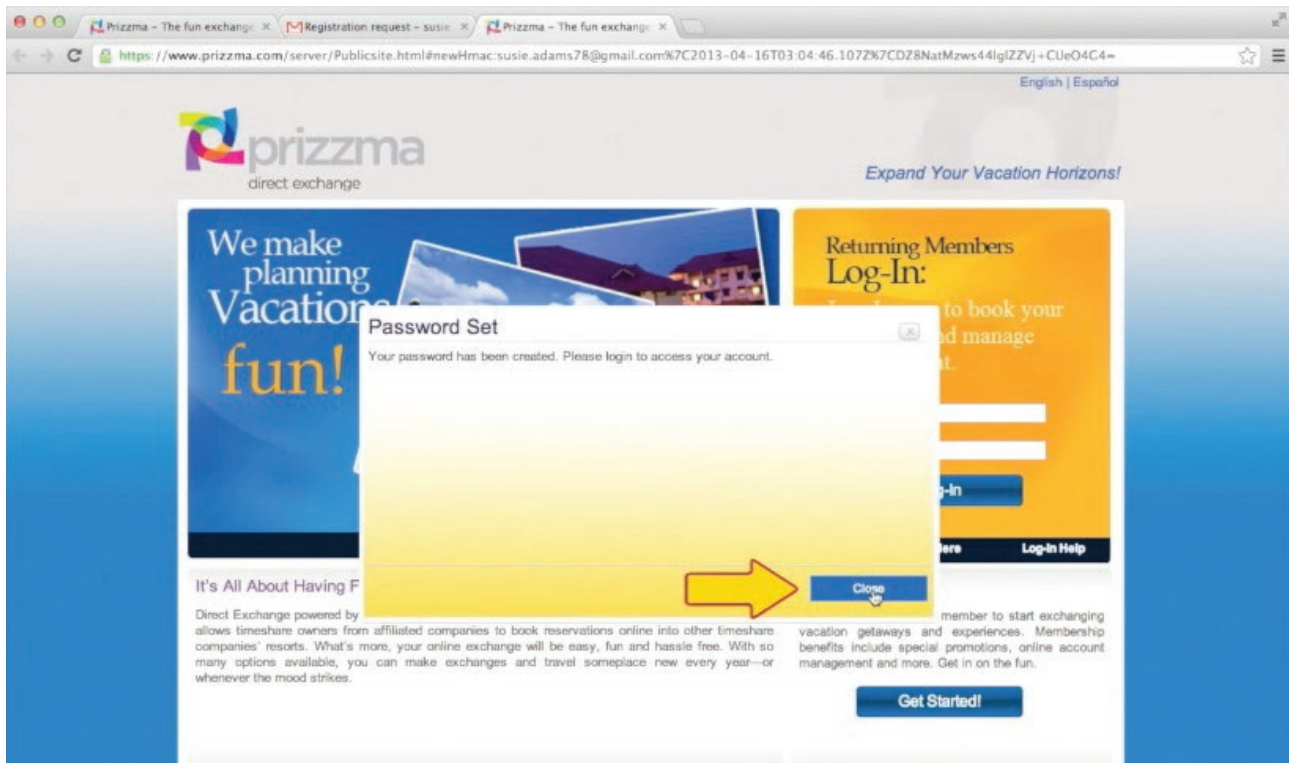 Prizzma - The fun exchange
Registration request - susie
Prizzma - The fun exchange
https://www.prizzma.com/server/Publicsite.html#newHmac:susie.adams78@gmail.com%7C2013-04-16T03:04:46.107Z%7CDZ8NatMzws44lglZZVj+CUeO4C4=
English | Español
prizzma
direct exchange
Expand Your Vacation Horizons!
We make
planning
Vacations
fun!
Returning Members
Log-In:
to book your
nd manage
Password Set
Your password has been created. Please login to access your account.
Close
g-In
Log-In Help
It's All About Having F
Direct Exchange powered by
allows timeshare owners from affiliated companies to book reservations online into other timeshare
companies' resorts. What's more, your online exchange will be easy, fun and hassle free. With so
many options available, you can make exchanges and travel someplace new every year—or
whenever the mood strikes.
member to start exchanging
vacation getaways and experiences. Membership
benefits include special promotions, online account
management and more. Get in on the fun.
Get Started!